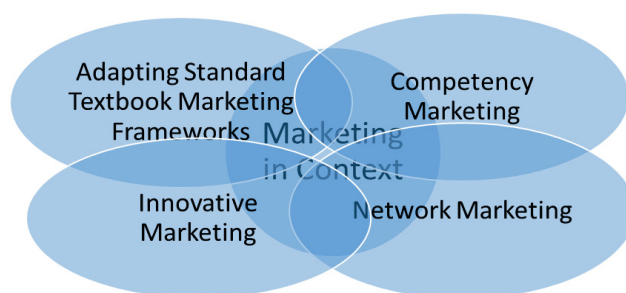 Adapting Standard
Textbook Marketing
Frameworks
Competency
Marketing
Marketing
in Context
Innovative
Marketing
Network Marketing